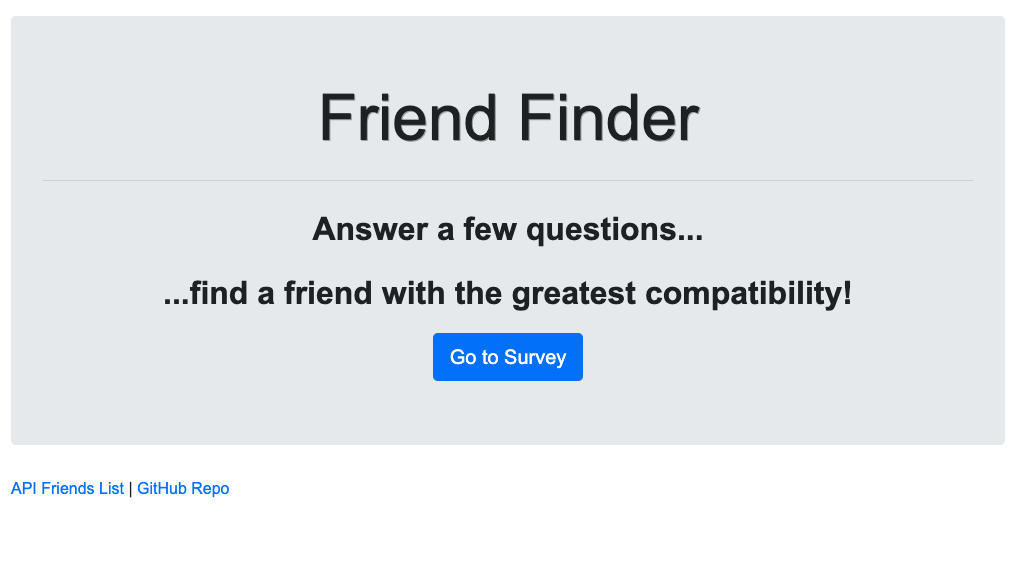 Friend Finder
Answer a few questions...
...find a friend with the greatest compatibility!
Go to Survey
API Friends List | GitHub Repo